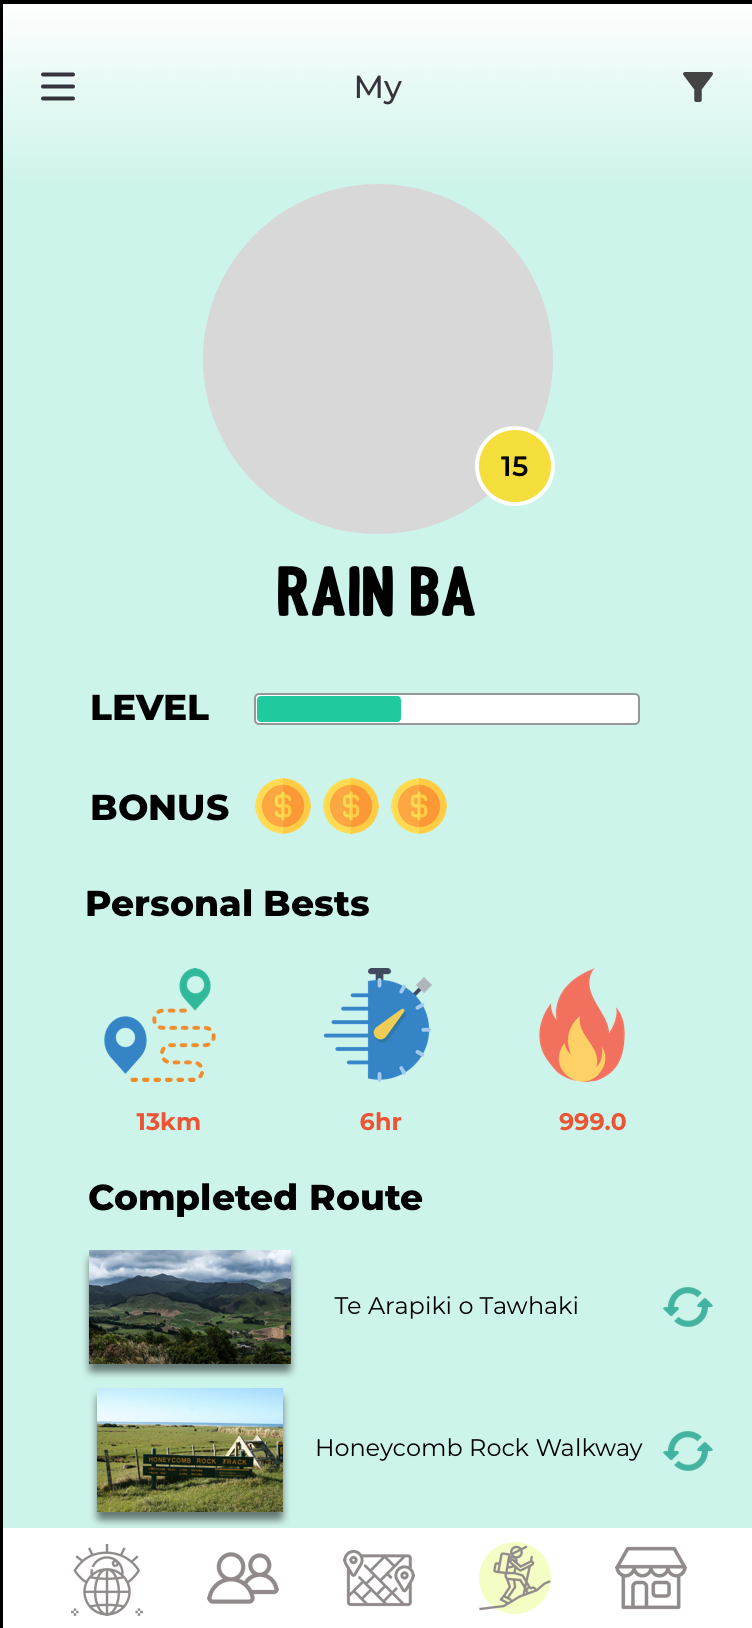 My
15
RAIN BA
LEVEL
BONUS
$ $ $
Personal Bests
13km 6hr 999.0
Completed Route
Te Arapiki o Tawhaki
HONEYCOMB ROCK TRACK
Honeycomb Rock Walkway